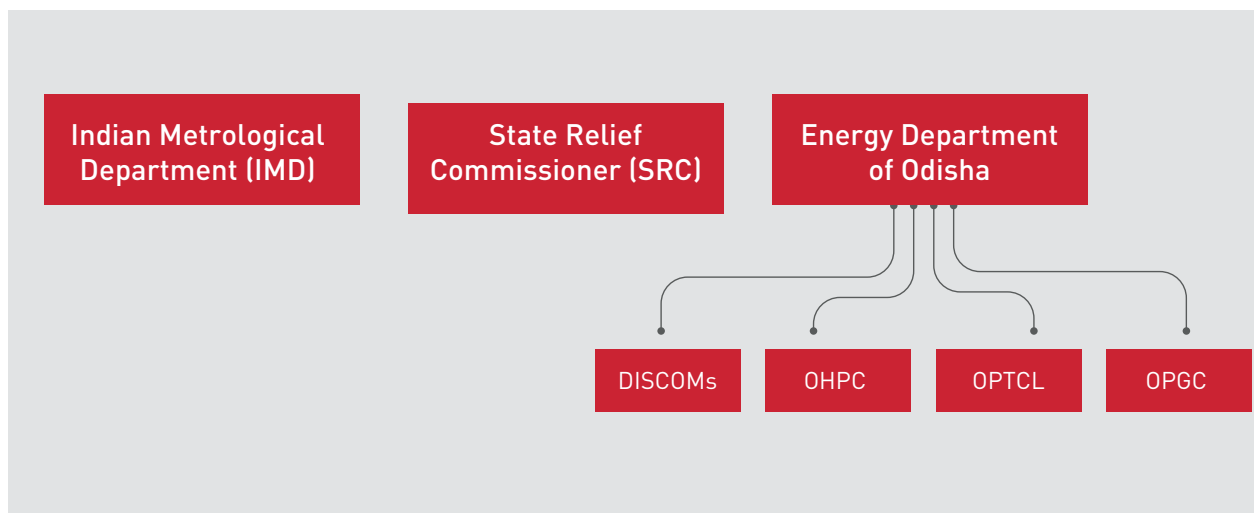 Indian Metrological
Department (IMD)
State Relief
Commissioner (SRC)
Energy Department
of Odisha
DISCOMs
OHPC
OPTCL
OPGC